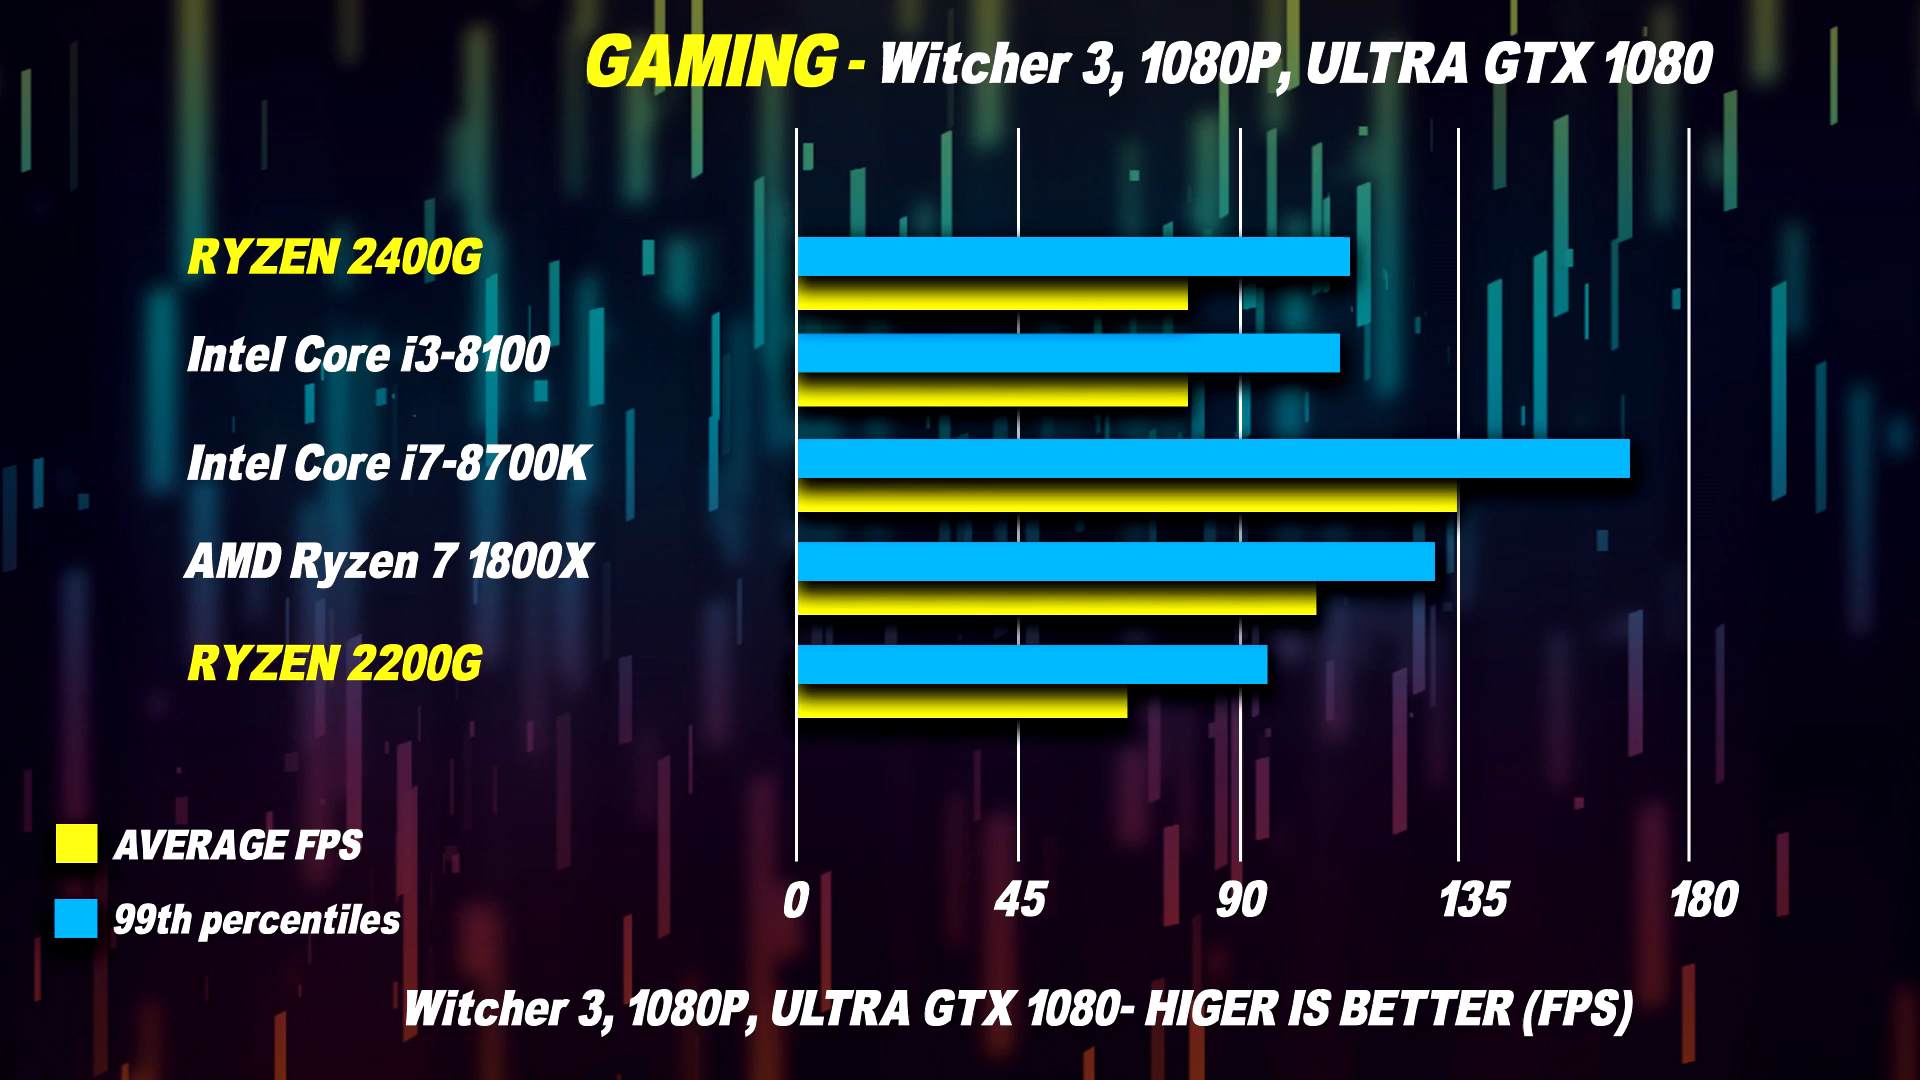 GAMING - Witcher 3, 1080P, ULTRA GTX 1080
RYZEN 2400G
Intel Core i3-8100
Intel Core i7-8700K
AMD Ryzen 7 1800X
RYZEN 2200G
AVERAGE FPS
99th percentiles
0 45 90 135 180
Witcher 3, 1080P, ULTRA GTX 1080- HIGER IS BETTER (FPS)